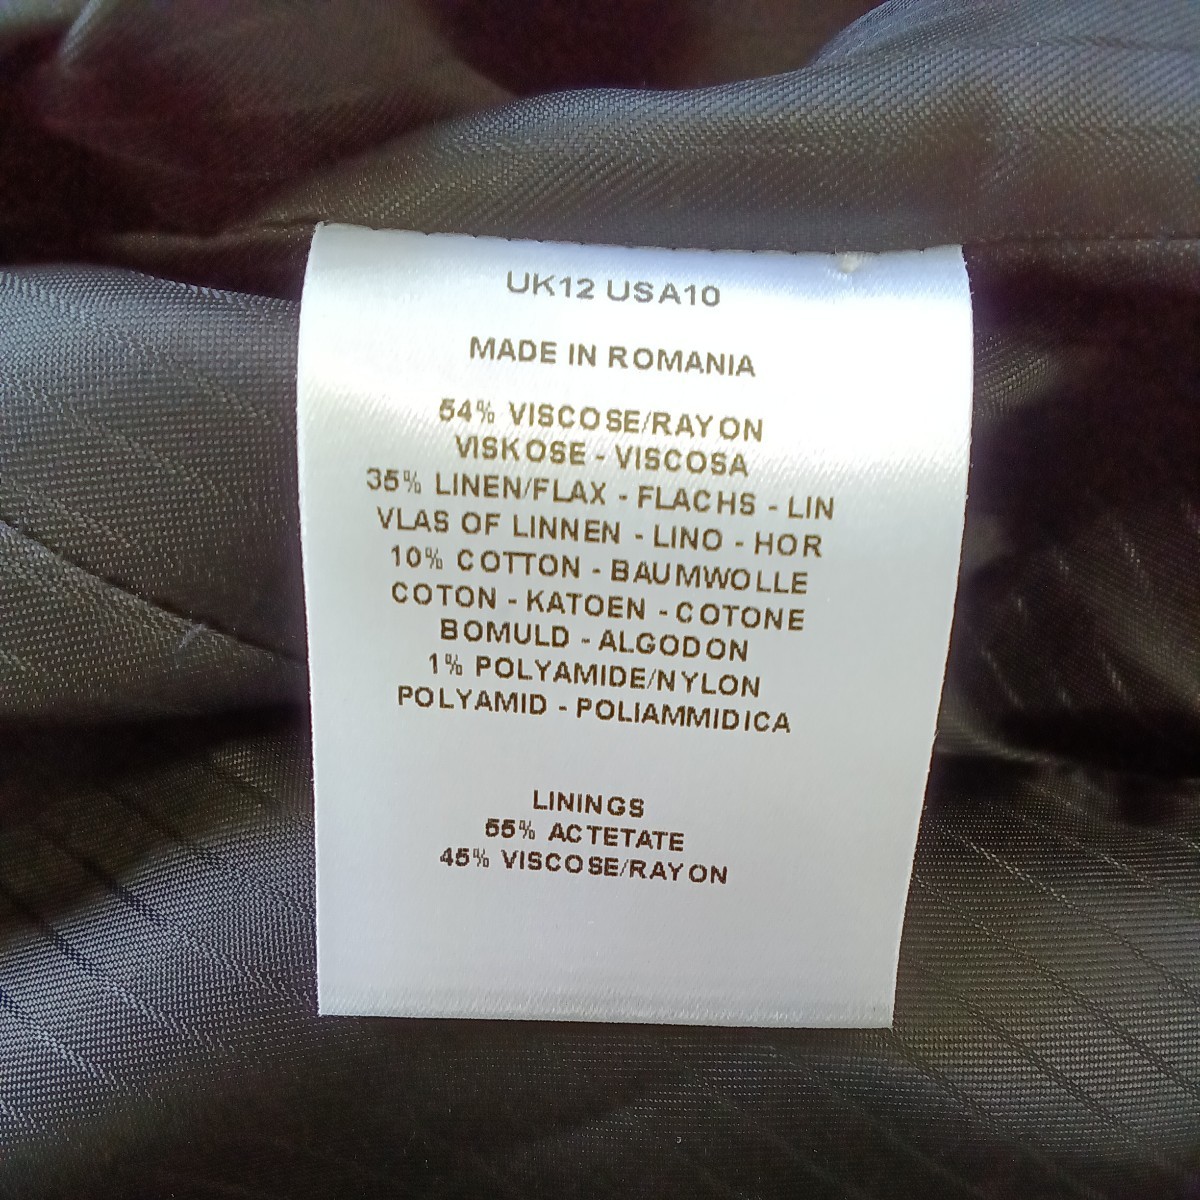 UK12 USA10
MADE IN ROMANIA
54% VISCOSE/RAYON
VISKOSE - VISCOSA
35% LINEN/FLAX - FLACHS - LIN
VLAS OF LINNEN - LINO - HOR
10% COTTON - BAUMWOLLE
COTON - KATOEN - COTONE
BOMULD - ALGODON
1% POLYAMIDE/NYLON
POLYAMID - POLIAMMIDICA
LININGS
55% ACTETATE
45% VISCOSE/RAYON